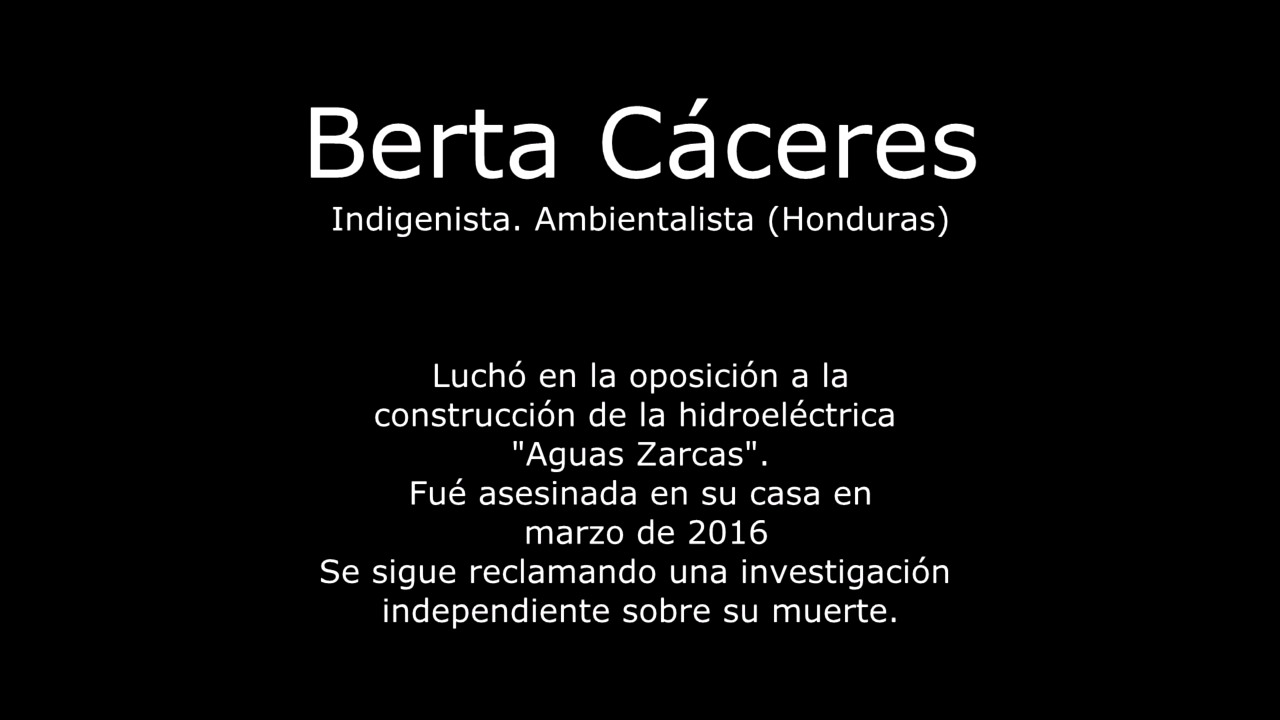 Berta Cáceres
Indigenista. Ambientalista (Honduras)
Luchó en la oposición a la
construcción de la hidroeléctrica
"Aguas Zarcas".
Fué asesinada en su casa en
marzo de 2016
Se sigue reclamando una investigación
independiente sobre su muerte.